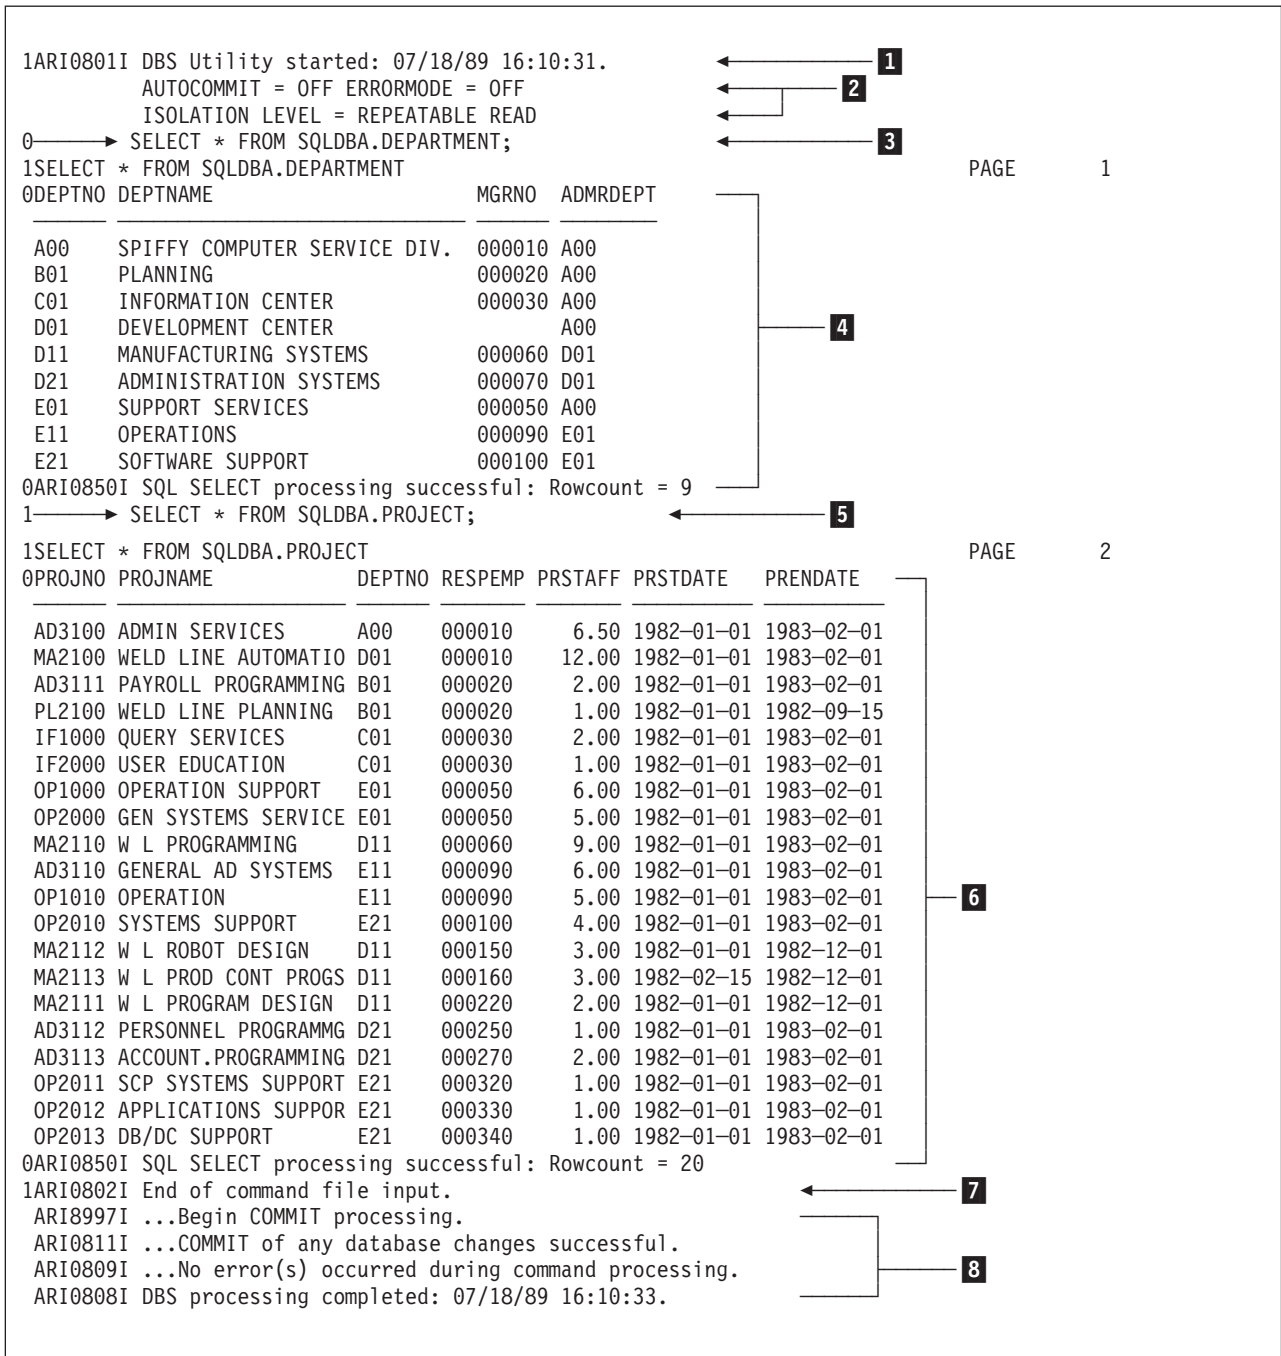 1ARI0801I DBS Utility started: 07/18/89 16:10:31. 1
AUTOCOMMIT = OFF ERRORMODE = OFF 2
ISOLATION LEVEL = REPEATABLE READ
0──────► SELECT * FROM SQLDBA.DEPARTMENT; 3
1SELECT * FROM SQLDBA.DEPARTMENT PAGE 1
0DEPTNO DEPTNAME MGRNO ADMRDEPT
A00 SPIFFY COMPUTER SERVICE DIV. 000010 A00
B01 PLANNING 000020 A00
C01 INFORMATION CENTER 000030 A00
D01 DEVELOPMENT CENTER A00 4
D11 MANUFACTURING SYSTEMS 000060 D01
D21 ADMINISTRATION SYSTEMS 000070 D01
E01 SUPPORT SERVICES 000050 A00
E11 OPERATIONS 000090 E01
E21 SOFTWARE SUPPORT 000100 E01
0ARI0850I SQL SELECT processing successful: Rowcount = 9
1──────► SELECT * FROM SQLDBA.PROJECT; 5
1SELECT * FROM SQLDBA.PROJECT PAGE 2
0PROJNO PROJNAME DEPTNO RESPEMP PRSTAFF PRSTDATE PRENDATE
AD3100 ADMIN SERVICES A00 000010 6.50 1982─01─01 1983─02─01
MA2100 WELD LINE AUTOMATIO D01 000010 12.00 1982─01─01 1983─02─01
AD3111 PAYROLL PROGRAMMING B01 000020 2.00 1982─01─01 1983─02─01
PL2100 WELD LINE PLANNING B01 000020 1.00 1982─01─01 1982─09─15
IF1000 QUERY SERVICES C01 000030 2.00 1982─01─01 1983─02─01
IF2000 USER EDUCATION C01 000030 1.00 1982─01─01 1983─02─01
OP1000 OPERATION SUPPORT E01 000050 6.00 1982─01─01 1983─02─01
OP2000 GEN SYSTEMS SERVICE E01 000050 5.00 1982─01─01 1983─02─01
MA2110 W L PROGRAMMING D11 000060 9.00 1982─01─01 1983─02─01
AD3110 GENERAL AD SYSTEMS E11 000090 6.00 1982─01─01 1983─02─01
OP1010 OPERATION E11 000090 5.00 1982─01─01 1983─02─01 6
OP2010 SYSTEMS SUPPORT E21 000100 4.00 1982─01─01 1983─02─01
MA2112 W L ROBOT DESIGN D11 000150 3.00 1982─01─01 1982─12─01
MA2113 W L PROD CONT PROGS D11 000160 3.00 1982─02─15 1982─12─01
MA2111 W L PROGRAM DESIGN D11 000220 2.00 1982─01─01 1982─12─01
AD3112 PERSONNEL PROGRAMMG D21 000250 1.00 1982─01─01 1983─02─01
AD3113 ACCOUNT.PROGRAMMING D21 000270 2.00 1982─01─01 1983─02─01
OP2011 SCP SYSTEMS SUPPORT E21 000320 1.00 1982─01─01 1983─02─01
OP2012 APPLICATIONS SUPPOR E21 000330 1.00 1982─01─01 1983─02─01
OP2013 DB/DC SUPPORT E21 000340 1.00 1982─01─01 1983─02─01
0ARI0850I SQL SELECT processing successful: Rowcount = 20
1ARI0802I End of command file input. 7
ARI8997I ...Begin COMMIT processing.
ARI0811I ...COMMIT of any database changes successful.
ARI0809I ...No error(s) occurred during command processing. 8
ARI0808I DBS processing completed: 07/18/89 16:10:33.